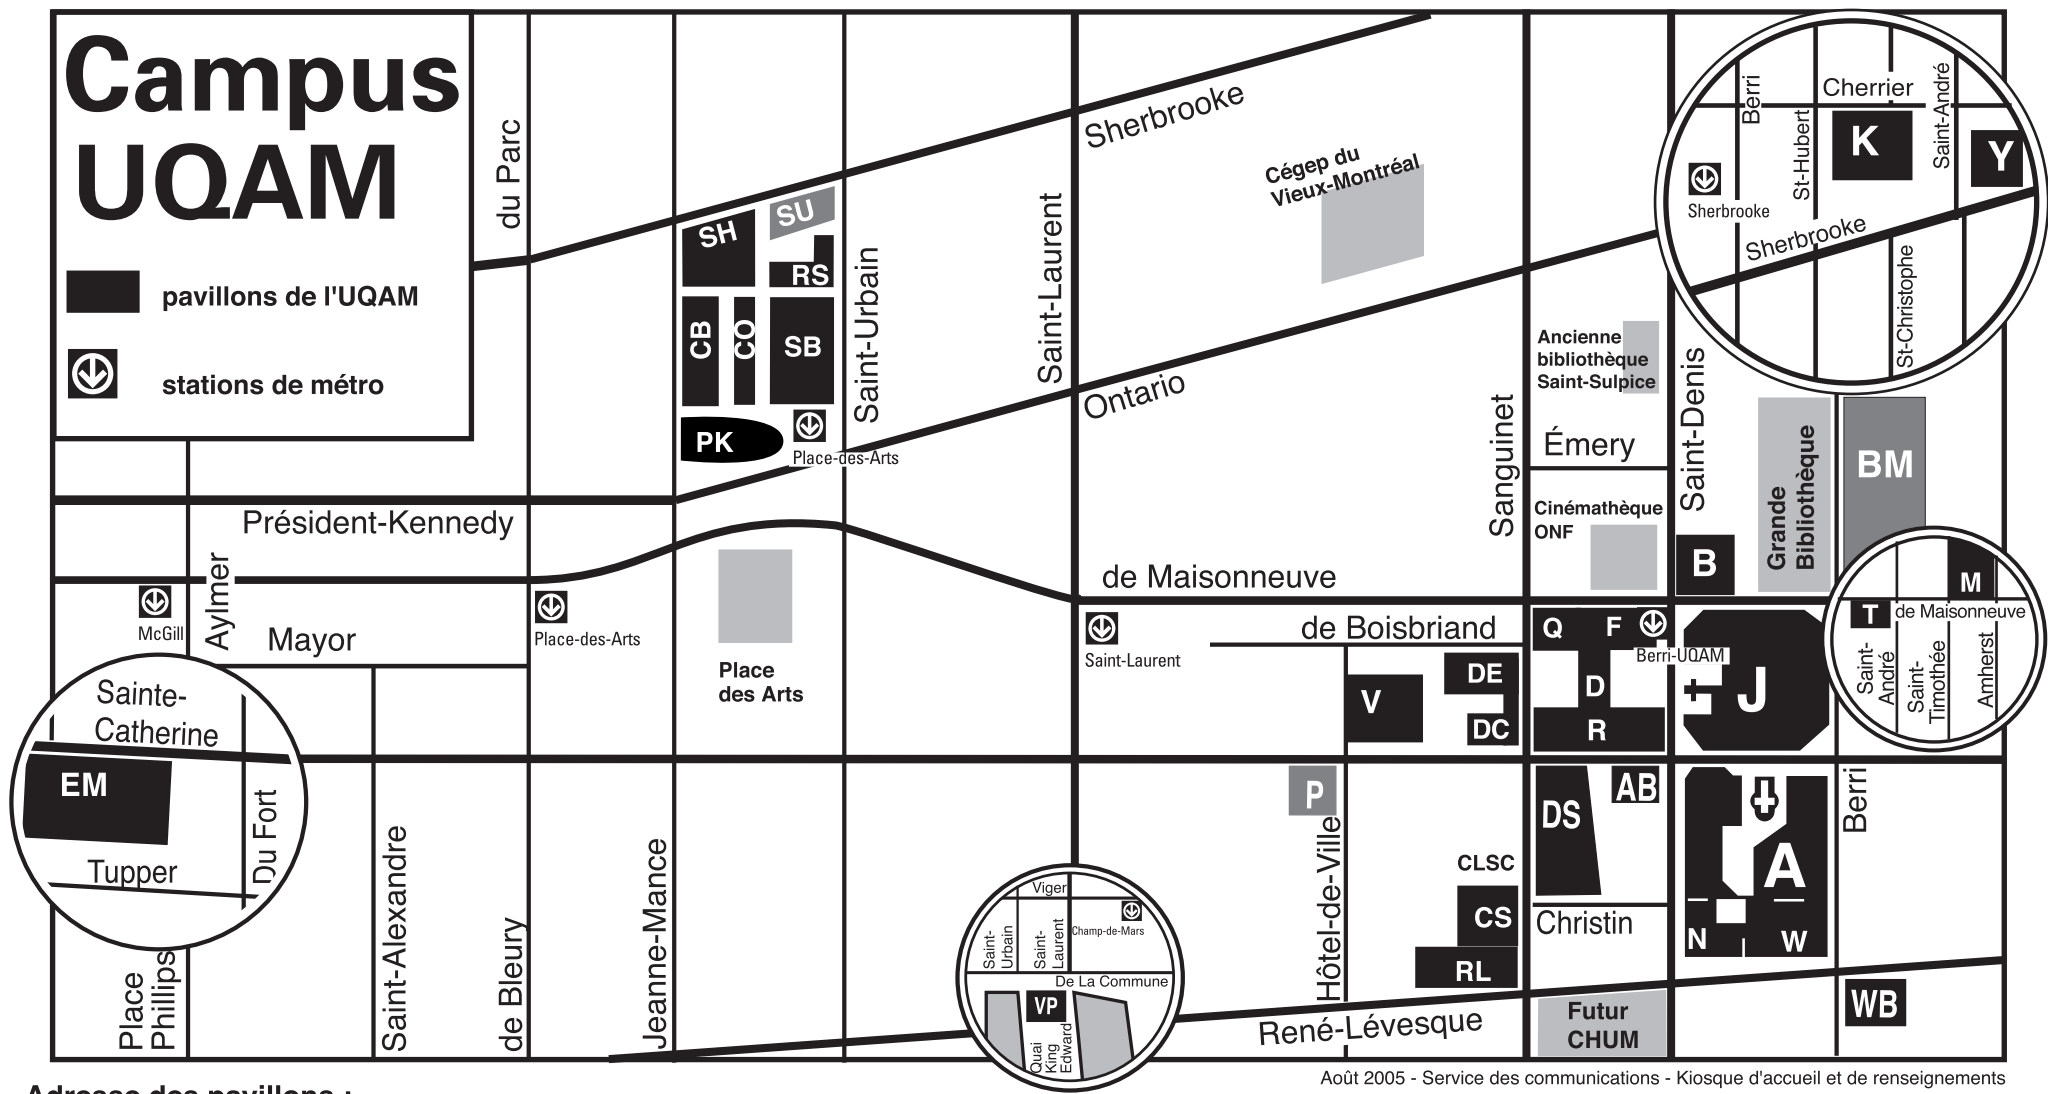 Campus
UQAM
pavillons de l'UQAM
stations de métro
du Parc
Sherbrooke
Cégep du
Vieux-Montréal
SH
SU
RS
CB
CO
SB
PK
Place-des-Arts
Saint-Urbain
Saint-Laurent
Ontario
Sanguinet
Ancienne
bibliothèque
Saint-Sulpice
Émery
Cinémathèque
ONF
Saint-Denis
B
Grande
Bibliothèque
BM
Berri
Cherrier
St-Hubert
K
Saint-André
Y
Sherbrooke
Sherbrooke
St-Christophe
Président-Kennedy
McGill
Aylmer
Mayor
Place-des-Arts
Place
des Arts
de Maisonneuve
Saint-Laurent
de Boisbriand
V
DE
DC
Q
F
D
R
Berri-UQAM
J
M
T
de Maisonneuve
Saint-
André
Saint-
Timothée
Amherst
Sainte-
Catherine
EM
Tupper
Du Fort
Place
Phillips
Saint-Alexandre
de Bleury
Jeanne-Mance
Viger
Saint-
Urbain
Saint-
Laurent
Champ-de-Mars
De La Commune
VP
Quai
King
Edward
P
Hôtel-de-Ville
CLSC
CS
RL
René-Lévesque
DS
AB
Christin
Futur
CHUM
A
N
W
Berri
WB
Août 2005 - Service des communications - Kiosque d'accueil et de renseignements
Adresse des pavillons :